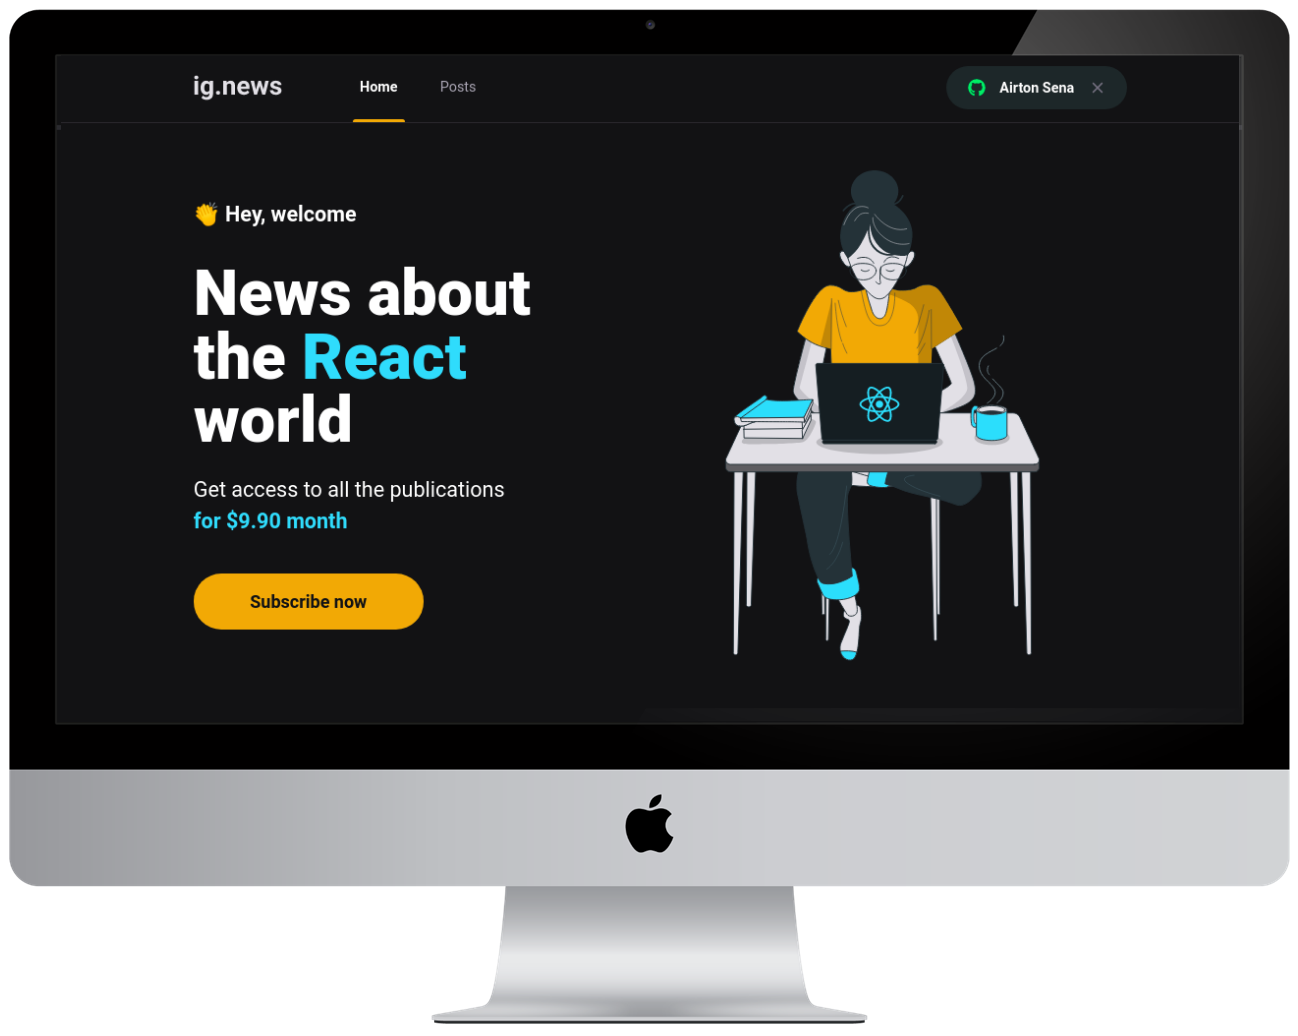 ig.news
Home
Posts
Airton Sena
👏 Hey, welcome
News about
the React
world
Get access to all the publications
for $9.90 month
Subscribe now